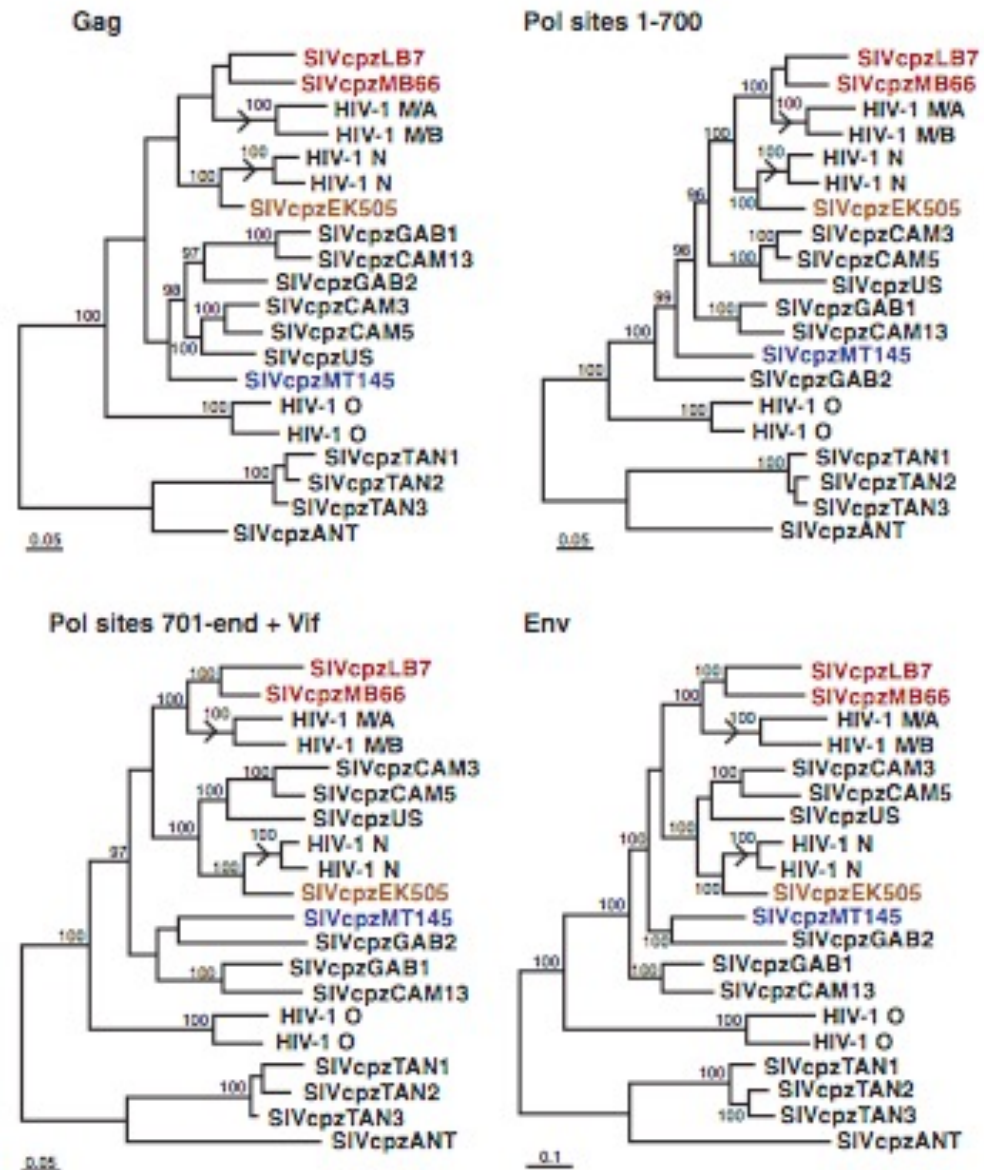 Gag
SIVcpzLB7
SIVcpzMB66
100
HIV-1 M/A
HIV-1 M/B
100
HIV-1 N
100
HIV-1 N
SIVcpzEK505
100
SIVcpzGAB1
97
SIVcpzCAM13
SIVcpzGAB2
98
100
SIVcpzCAM3
100
SIVcpzCAM5
100
SIVcpzUS
SIVcpzMT145
100
HIV-1 O
HIV-1 O
100
SIVcpzTAN1
SIVcpzTAN2
SIVcpzTAN3
SIVcpzANT
0.05
Pol sites 1-700
SIVcpzLB7
100
SIVcpzMB66
100
HIV-1 M/A
100
HIV-1 M/B
100
HIV-1 N
HIV-1 N
96
100
SIVcpzEK505
100
SIVcpzCAM3
98
100
SIVcpzCAM5
SIVcpzUS
99
100
SIVcpzGAB1
100
SIVcpzCAM13
SIVcpzMT145
100
SIVcpzGAB2
100
HIV-1 O
HIV-1 O
100
SIVcpzTAN1
SIVcpzTAN2
SIVcpzTAN3
SIVcpzANT
0.05
Pol sites 701-end + Vif
100
SIVcpzLB7
100
SIVcpzMB66
100
HIV-1 M/A
HIV-1 M/B
100
SIVcpzCAM3
100
SIVcpzCAM5
100
SIVcpzUS
100
HIV-1 N
97
100
HIV-1 N
SIVcpzEK505
SIVcpzMT145
100
SIVcpzGAB2
100
SIVcpzGAB1
SIVcpzCAM13
100
HIV-1 O
HIV-1 O
100
SIVcpzTAN1
SIVcpzTAN2
SIVcpzTAN3
SIVcpzANT
0.05
Env
100
SIVcpzLB7
100
SIVcpzMB66
100
HIV-1 M/A
HIV-1 M/B
100
SIVcpzCAM3
SIVcpzCAM5
100
SIVcpzUS
100
100
HIV-1 N
HIV-1 N
100
SIVcpzEK505
100
SIVcpzMT145
100
SIVcpzGAB2
100
100
SIVcpzGAB1
SIVcpzCAM13
100
HIV-1 O
HIV-1 O
100
SIVcpzTAN1
SIVcpzTAN2
100
SIVcpzTAN3
SIVcpzANT
0.1